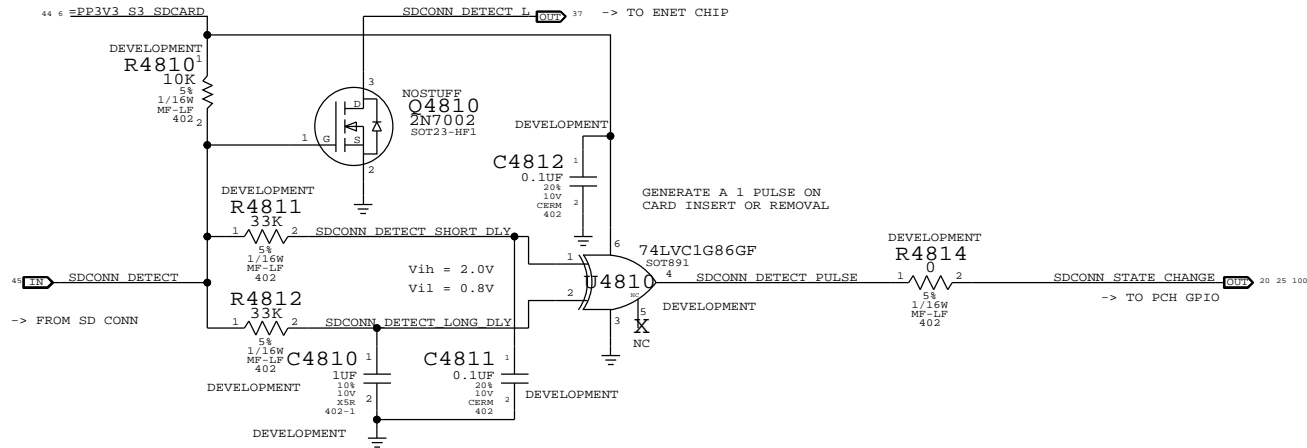 44 6 =PP3V3_S3_SDCARD
SDCONN_DETECT_L OUT 37 -> TO ENET CHIP
DEVELOPMENT
R4810 1
10K
5%
1/16W
MF-LF
402 2
3
D
1 G
S
2
NOSTUFF
Q4810
2N7002
SOT23-HF1
DEVELOPMENT
C4812 1
0.1UF
20%
10V
CERM 2
402
GENERATE A 1 PULSE ON
CARD INSERT OR REMOVAL
DEVELOPMENT
R4811
33K
1 2 SDCONN_DETECT_SHORT_DLY
5%
1/16W
MF-LF
402
Vih = 2.0V
Vil = 0.8V
6
74LVC1G86GF
SOT891
1
U4810 4
2
NC
5
3
NC
SDCONN_DETECT_PULSE
DEVELOPMENT
DEVELOPMENT
R4814
0
1 2
5%
1/16W
MF-LF
402
SDCONN_STATE_CHANGE OUT 20 25 100
-> TO PCH GPIO
45 IN SDCONN_DETECT
-> FROM SD CONN
R4812
33K
1 2 SDCONN_DETECT_LONG_DLY
5%
1/16W
MF-LF
402
DEVELOPMENT
C4810 1
1UF
10%
10V
X5R 2
402-1
DEVELOPMENT
C4811 1
0.1UF
20%
10V 2
CERM
402
DEVELOPMENT